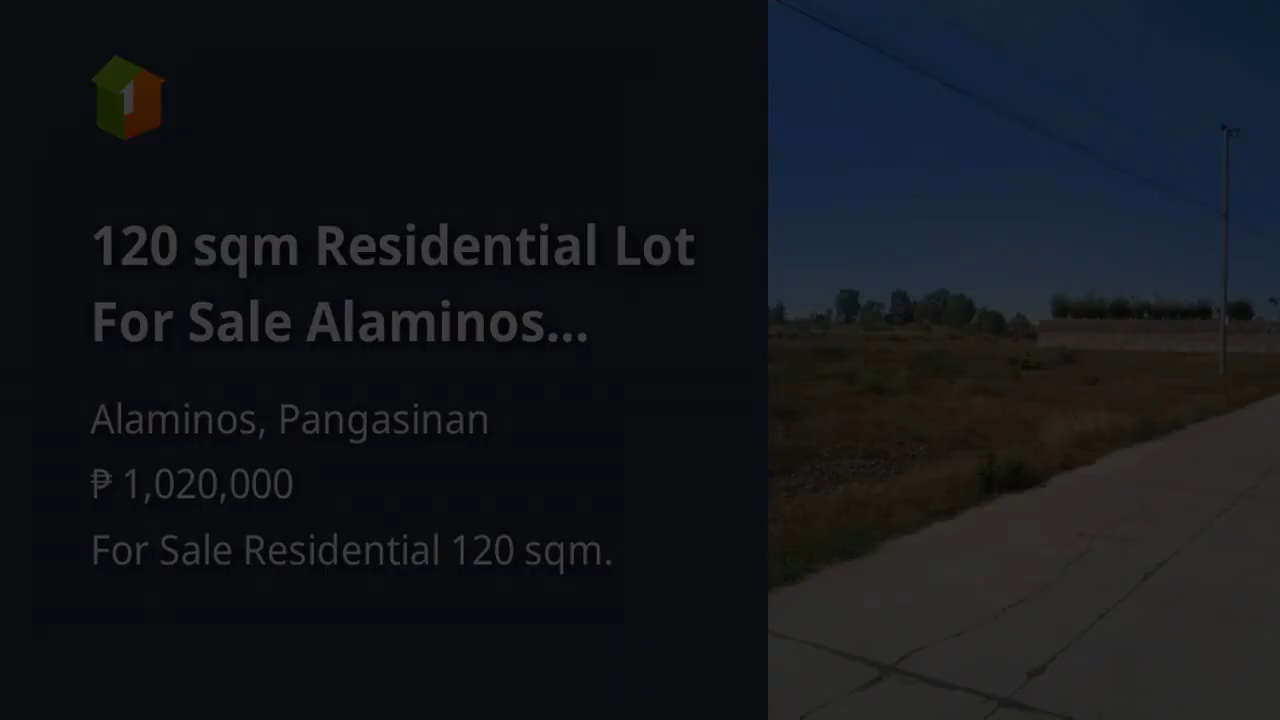 120 sqm Residential Lot
For Sale Alaminos...
Alaminos, Pangasinan
₱ 1,020,000
For Sale Residential 120 sqm.